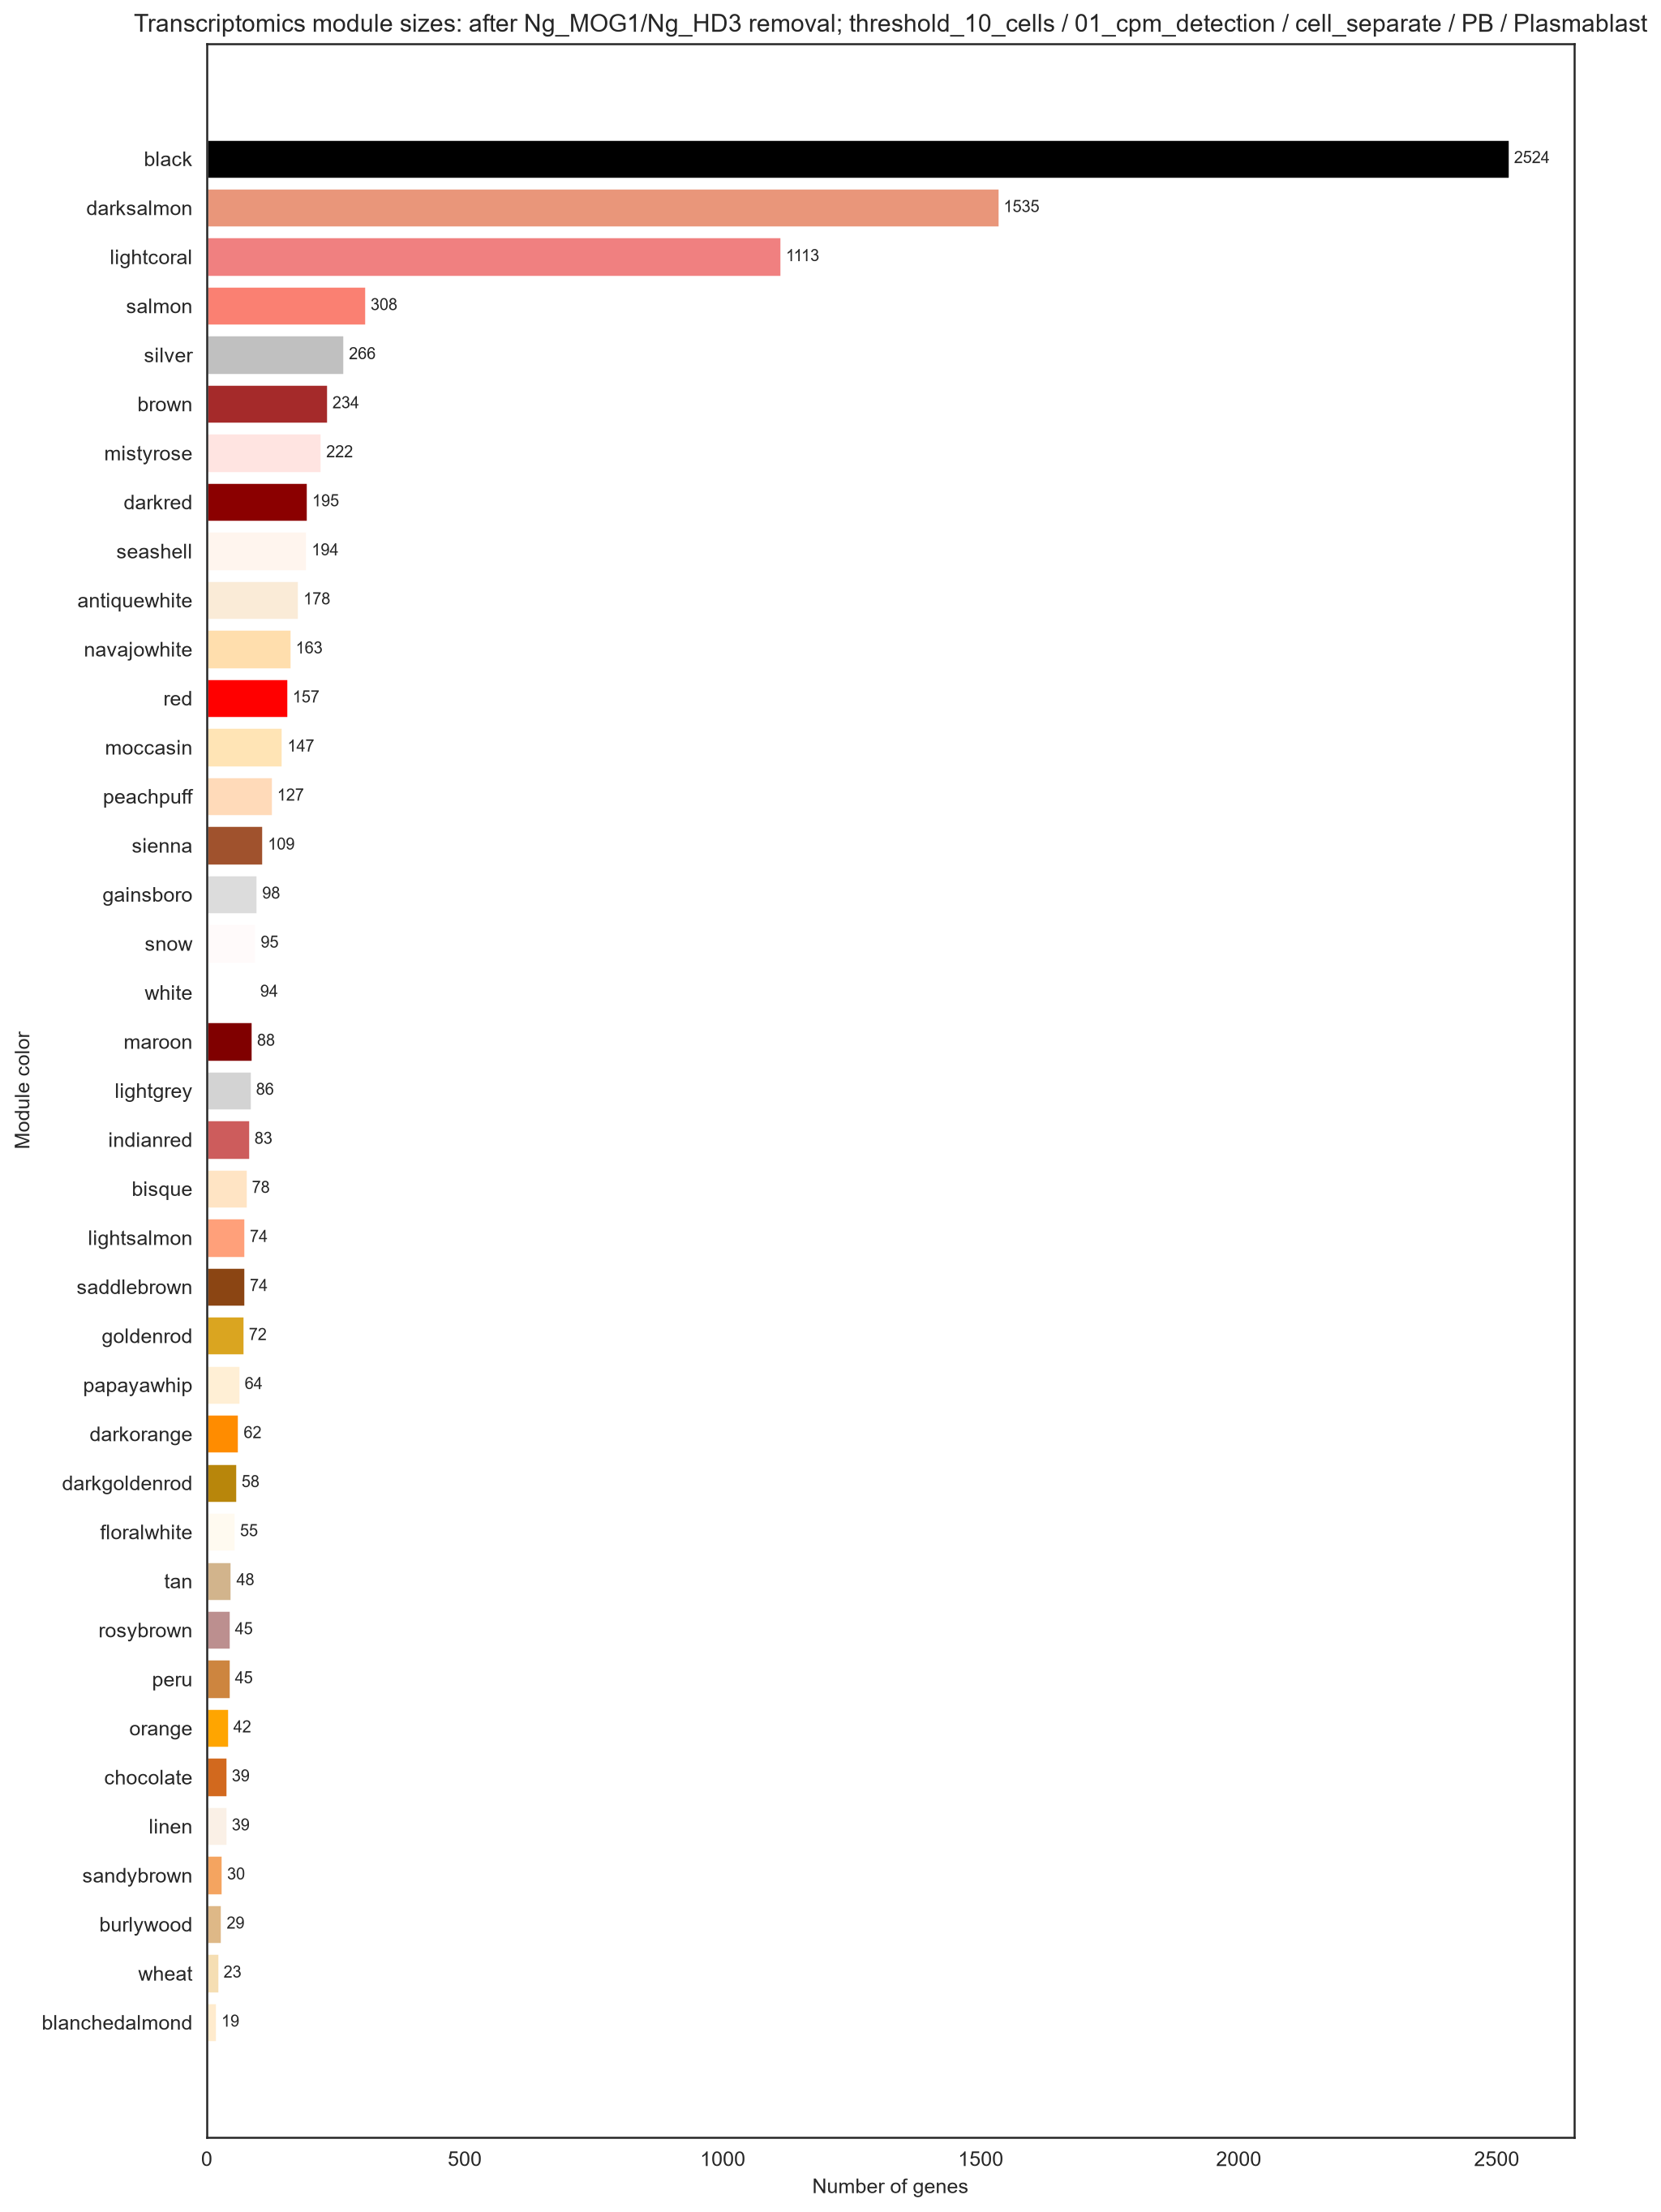 Transcriptomics module sizes: after Ng_MOG1/Ng_HD3 removal; threshold_10_cells / 01_cpm_detection / cell_separate / PB / Plasmablast
Module color
black 2524
darksalmon 1535
lightcoral 1113
salmon 308
silver 266
brown 234
mistyrose 222
darkred 195
seashell 194
antiquewhite 178
navajowhite 163
red 157
moccasin 147
peachpuff 127
sienna 109
gainsboro 98
snow 95
white 94
maroon 88
lightgrey 86
indianred 83
bisque 78
lightsalmon 74
saddlebrown 74
goldenrod 72
papayawhip 64
darkorange 62
darkgoldenrod 58
floralwhite 55
tan 48
rosybrown 45
peru 45
orange 42
chocolate 39
linen 39
sandybrown 30
burlywood 29
wheat 23
blanchedalmond 19
0 500 1000 1500 2000 2500
Number of genes